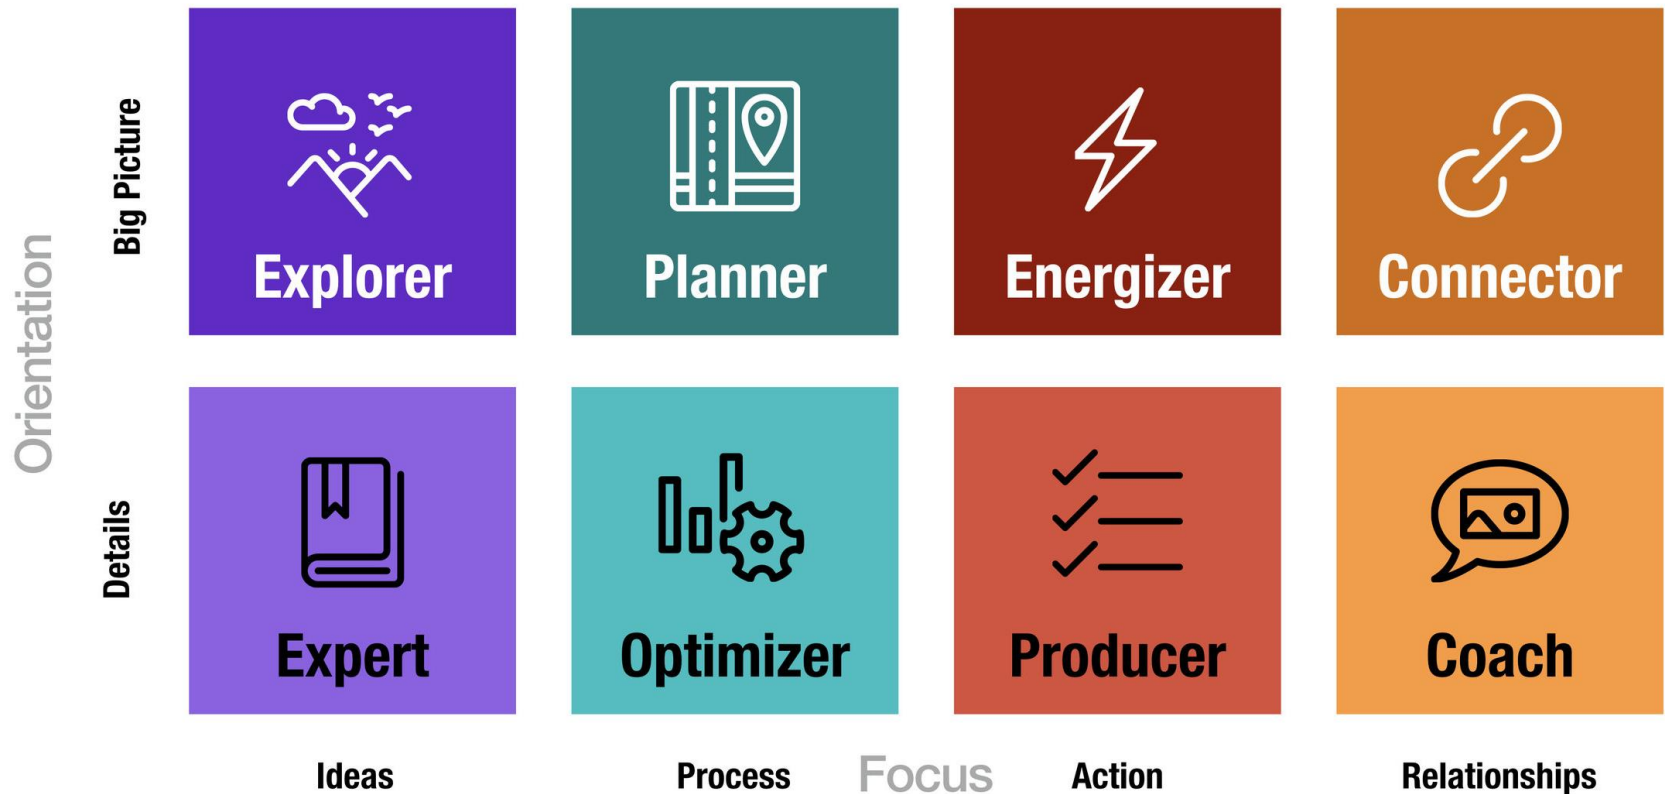 Orientation
Big Picture
Explorer
Planner
Energizer
Connector
Details
Expert
Optimizer
Producer
Coach
Ideas
Process
Focus
Action
Relationships